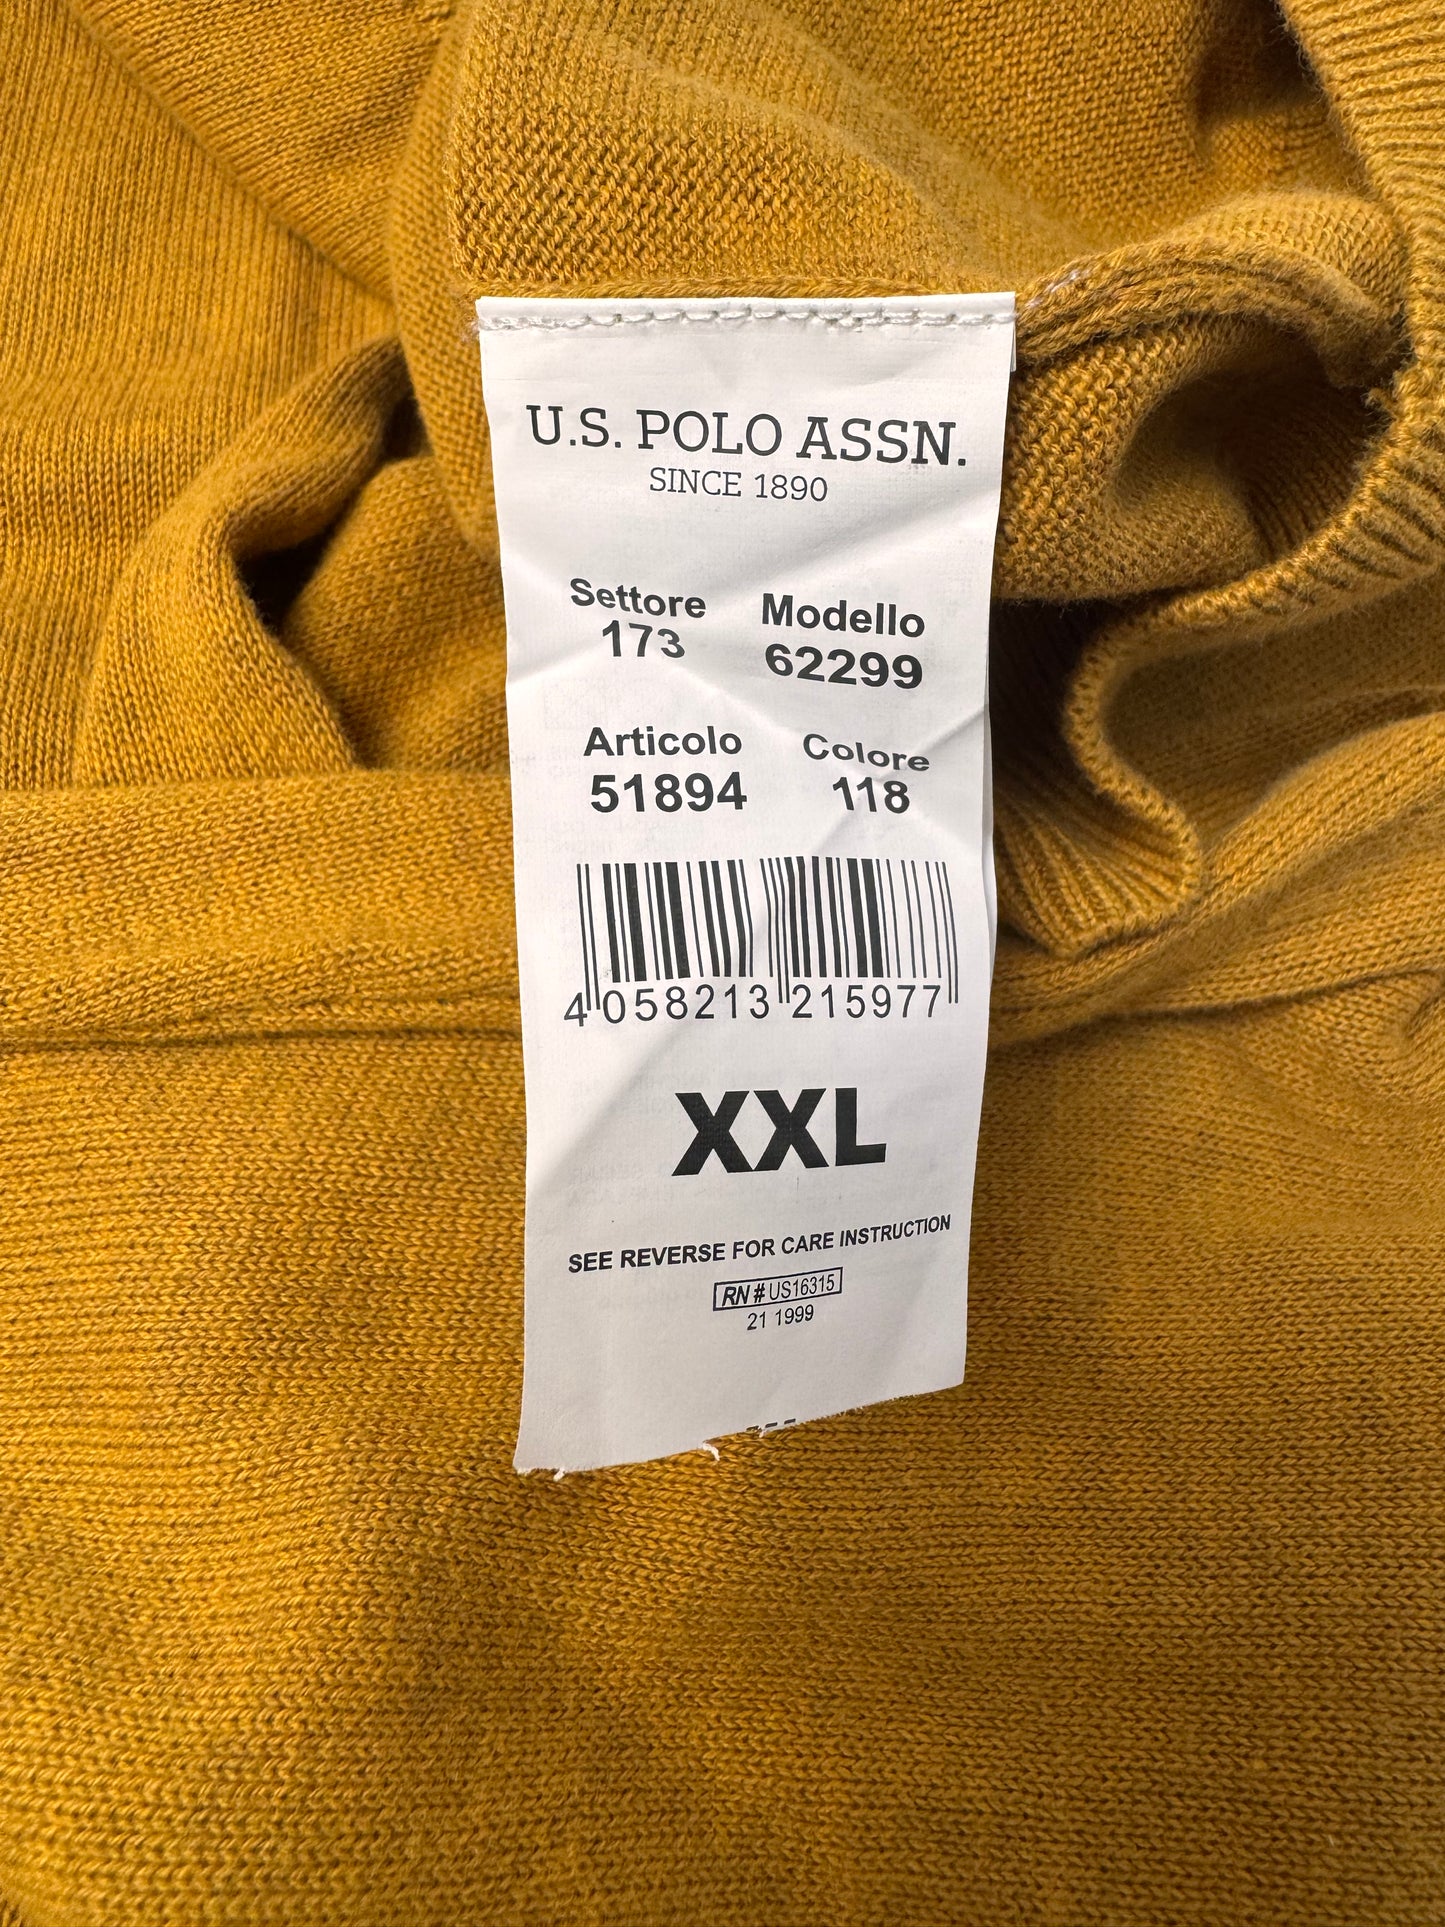 U.S. POLO ASSN.
SINCE 1890
Settore Modello
173 62299
Articolo Colore
51894 118
4 058213 215977
XXL
SEE REVERSE FOR CARE INSTRUCTION
RN # US16315
21 1999